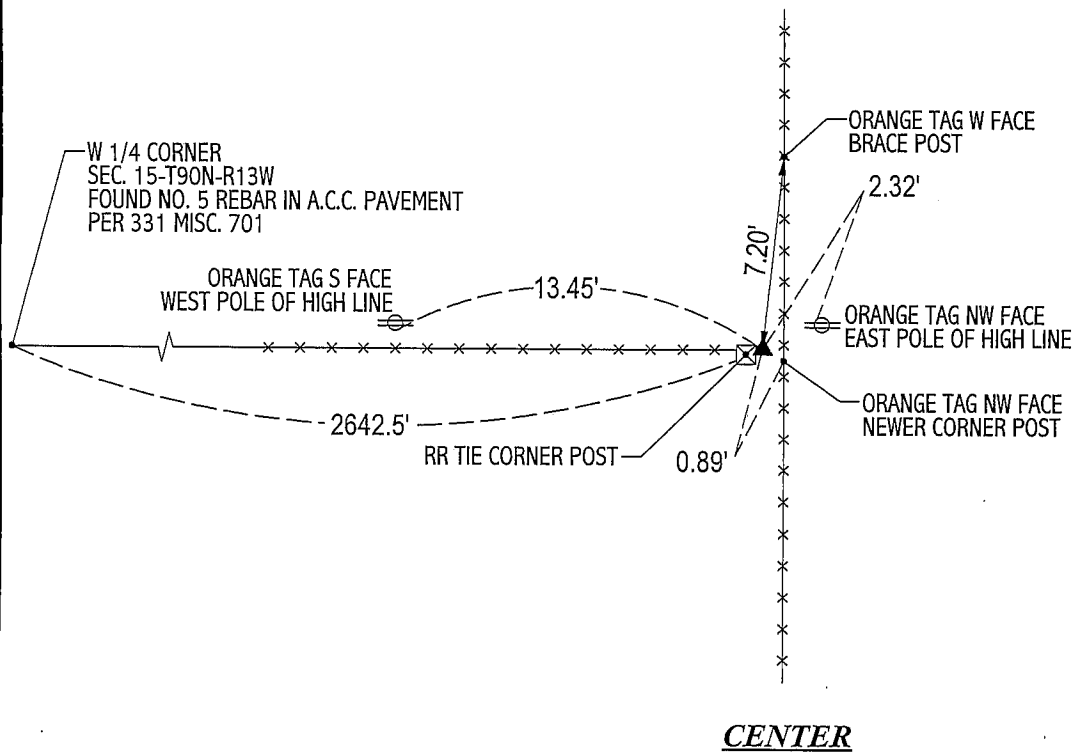 W 1/4 CORNER
SEC. 15-T90N-R13W
FOUND NO. 5 REBAR IN A.C.C. PAVEMENT
PER 331 MISC. 701
ORANGE TAG W FACE
BRACE POST
2.32'
7.20'
ORANGE TAG S FACE
WEST POLE OF HIGH LINE
13.45'
ORANGE TAG NW FACE
EAST POLE OF HIGH LINE
2642.5'
RR TIE CORNER POST
0.89'
ORANGE TAG NW FACE
NEWER CORNER POST
CENTER